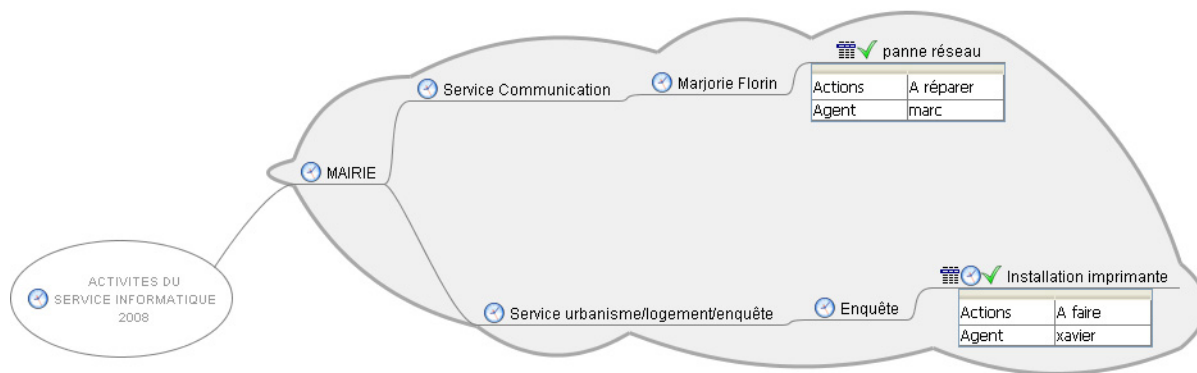 panne réseau
Service Communication
Marjorie Florin
Actions A réparer
Agent marc
MAIRIE
ACTIVITES DU
SERVICE INFORMATIQUE
2008
Service urbanisme/logement/enquête
Enquête
Installation imprimante
Actions A faire
Agent xavier